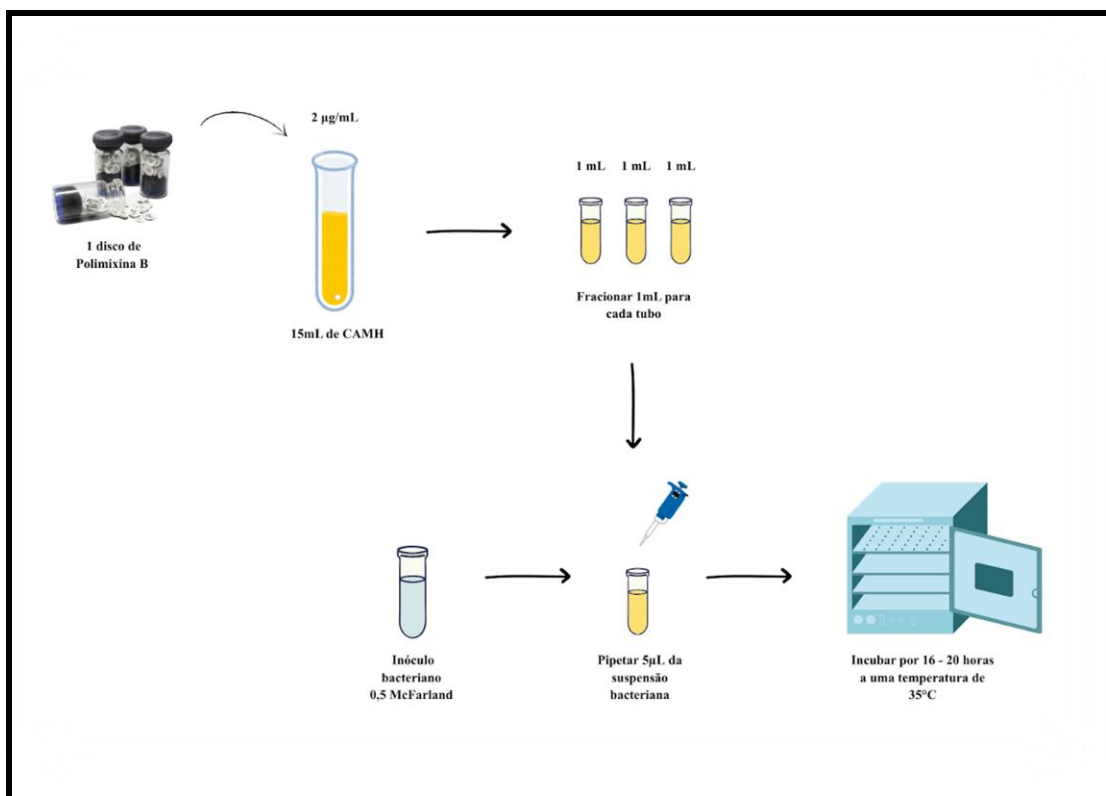 2 µg/mL
1 disco de
Polimixina B
15mL de CAMH
1 mL 1 mL 1 mL
Fracionar 1mL para
cada tubo
Inóculo
bacteriano
0,5 McFarland
Pipetar 5µL da
suspensão
bacteriana
Incubar por 16 - 20 horas
a uma temperatura de
35°C